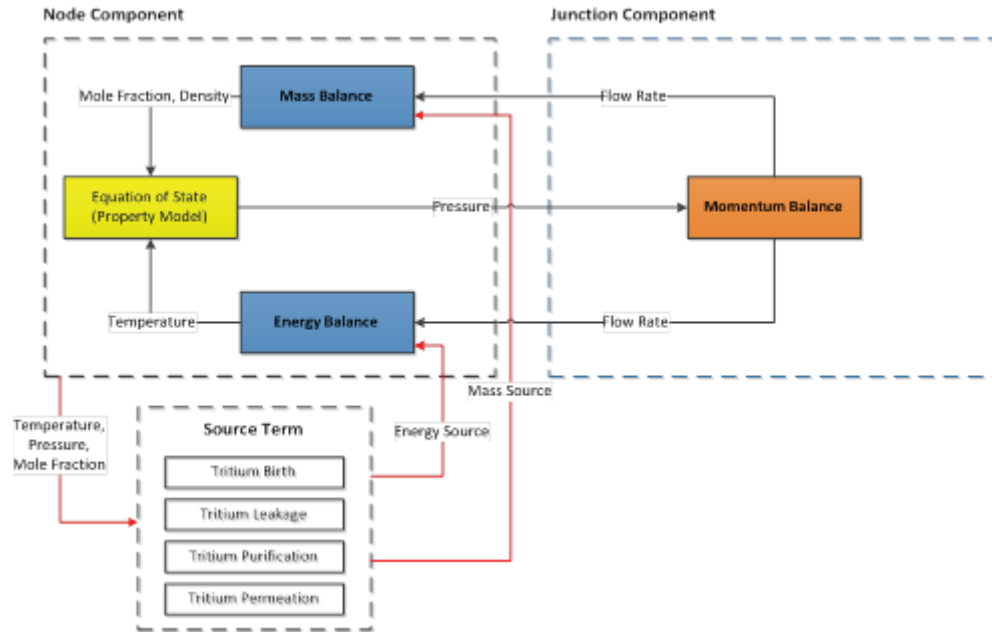 Node Component
Junction Component
Mole Fraction, Density
Mass Balance
Flow Rate
Equation of State
(Property Model)
Pressure
Momentum Balance
Temperature
Energy Balance
Flow Rate
Mass Source
Temperature,
Pressure,
Mole Fraction
Source Term
Energy Source
Tritium Birth
Tritium Leakage
Tritium Purification
Tritium Permeation